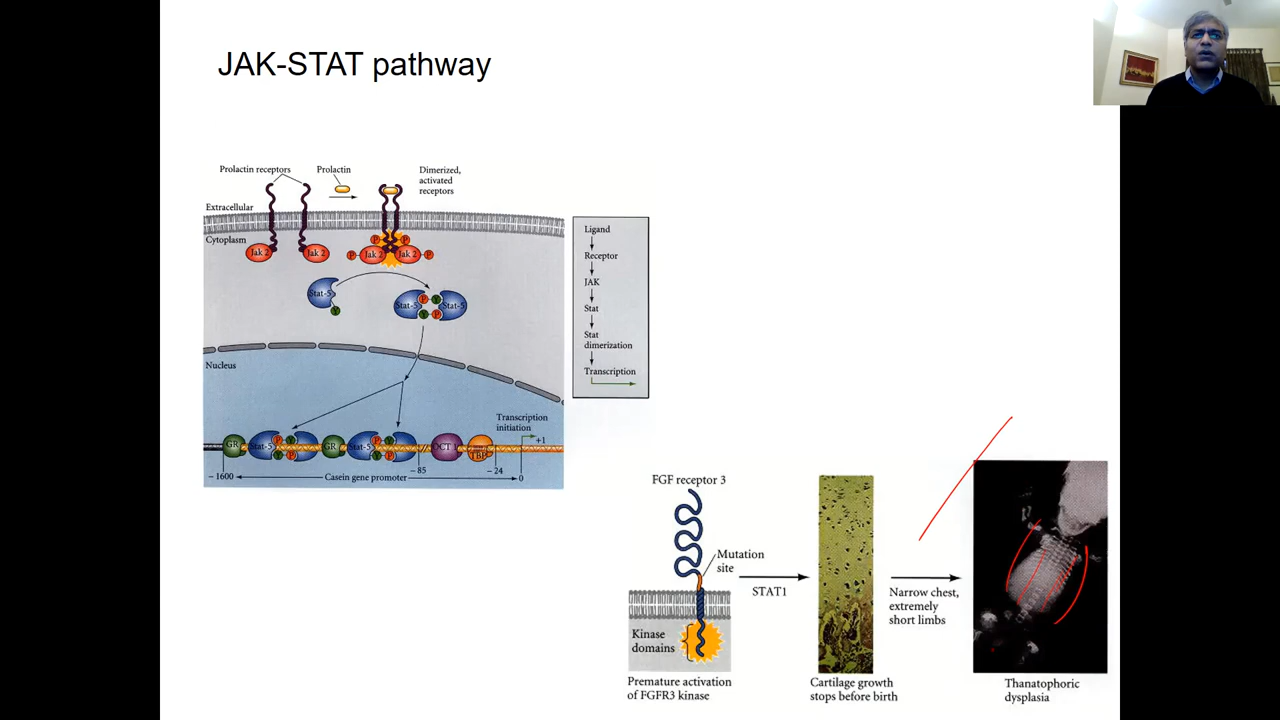 JAK-STAT pathway
Prolactin receptors
Prolactin
Dimerized,
activated
receptors
Extracellular
Cytoplasm
P
P
Jak 2
Jak 2
P
Jak 2
Jak 2
P
Stat-5
Y
Stat-5
P
Y
Y
P
Stat-5
Nucleus
Transcription
initiation
+1
GR
Stat-5
P
Y
Y
P
GR
Stat-5
P
Y
Y
P
OCT 1
TBP
– 1600
Casein gene promoter
– 85
– 24
0
Ligand
Receptor
JAK
Stat
Stat
dimerization
Transcription
FGF receptor 3
Mutation
site
Kinase
domains
Premature activation
of FGFR3 kinase
STAT1
Cartilage growth
stops before birth
Narrow chest,
extremely
short limbs
Thanatophoric
dysplasia